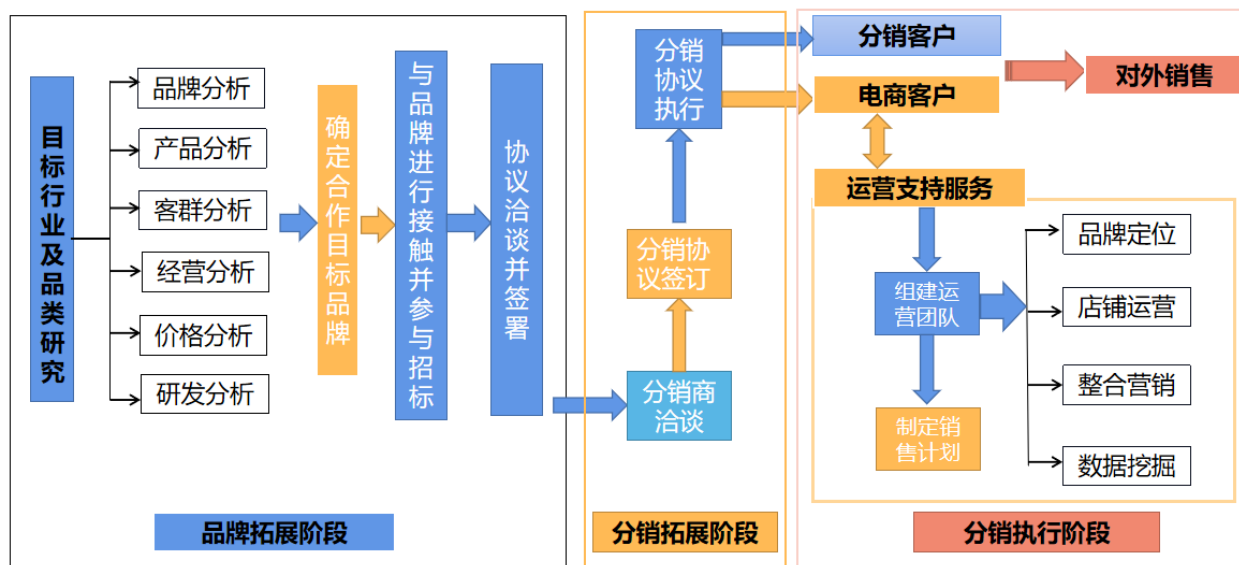 目标行业及品类研究
品牌分析
产品分析
客群分析
经营分析
价格分析
研发分析
确定合作目标品牌
与品牌进行接触并参与招标
协议洽谈并签署
品牌拓展阶段
分销
协议
执行
分销协
议签订
分销商
洽谈
分销拓展阶段
分销客户
电商客户
对外销售
运营支持服务
组建运
营团队
制定销
售计划
品牌定位
店铺运营
整合营销
数据挖掘
分销执行阶段